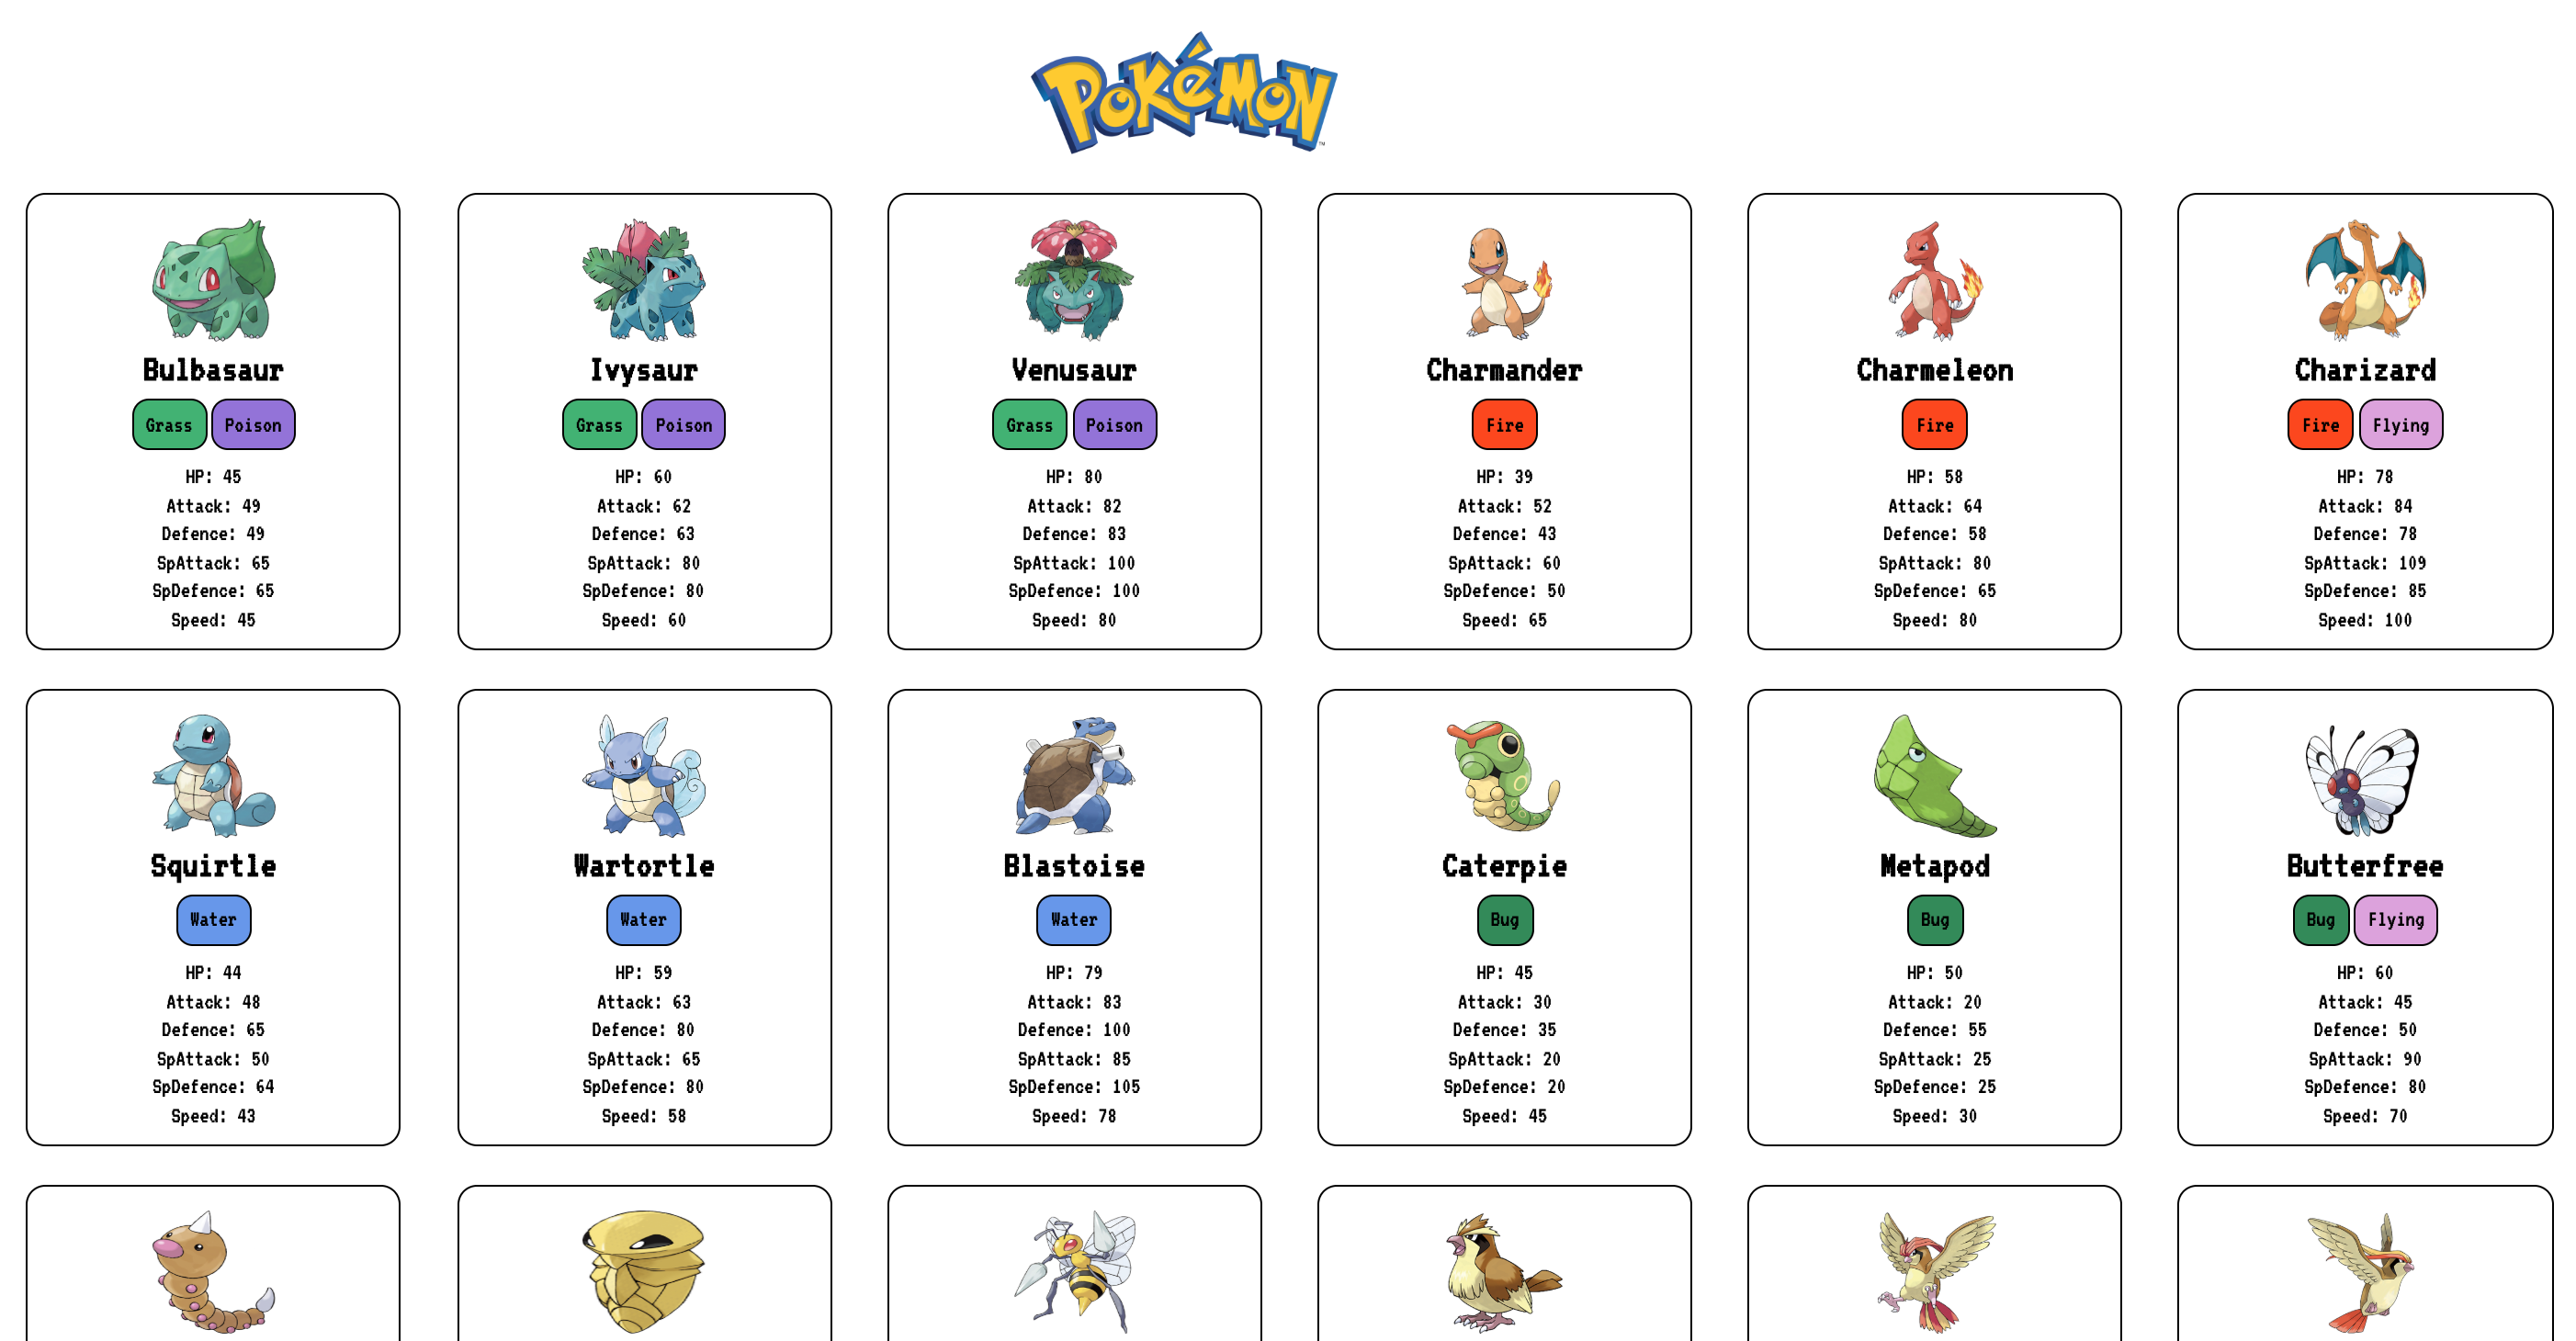 POKéMON
TM
Bulbasaur
Grass Poison
HP: 45
Attack: 49
Defence: 49
SpAttack: 65
SpDefence: 65
Speed: 45
Ivysaur
Grass Poison
HP: 60
Attack: 62
Defence: 63
SpAttack: 80
SpDefence: 80
Speed: 60
Venusaur
Grass Poison
HP: 80
Attack: 82
Defence: 83
SpAttack: 100
SpDefence: 100
Speed: 80
Charmander
Fire
HP: 39
Attack: 52
Defence: 43
SpAttack: 60
SpDefence: 50
Speed: 65
Charmeleon
Fire
HP: 58
Attack: 64
Defence: 58
SpAttack: 80
SpDefence: 65
Speed: 80
Charizard
Fire Flying
HP: 78
Attack: 84
Defence: 78
SpAttack: 109
SpDefence: 85
Speed: 100
Squirtle
Water
HP: 44
Attack: 48
Defence: 65
SpAttack: 50
SpDefence: 64
Speed: 43
Wartortle
Water
HP: 59
Attack: 63
Defence: 80
SpAttack: 65
SpDefence: 80
Speed: 58
Blastoise
Water
HP: 79
Attack: 83
Defence: 100
SpAttack: 85
SpDefence: 105
Speed: 78
Caterpie
Bug
HP: 45
Attack: 30
Defence: 35
SpAttack: 20
SpDefence: 20
Speed: 45
Metapod
Bug
HP: 50
Attack: 20
Defence: 55
SpAttack: 25
SpDefence: 25
Speed: 30
Butterfree
Bug Flying
HP: 60
Attack: 45
Defence: 50
SpAttack: 90
SpDefence: 80
Speed: 70